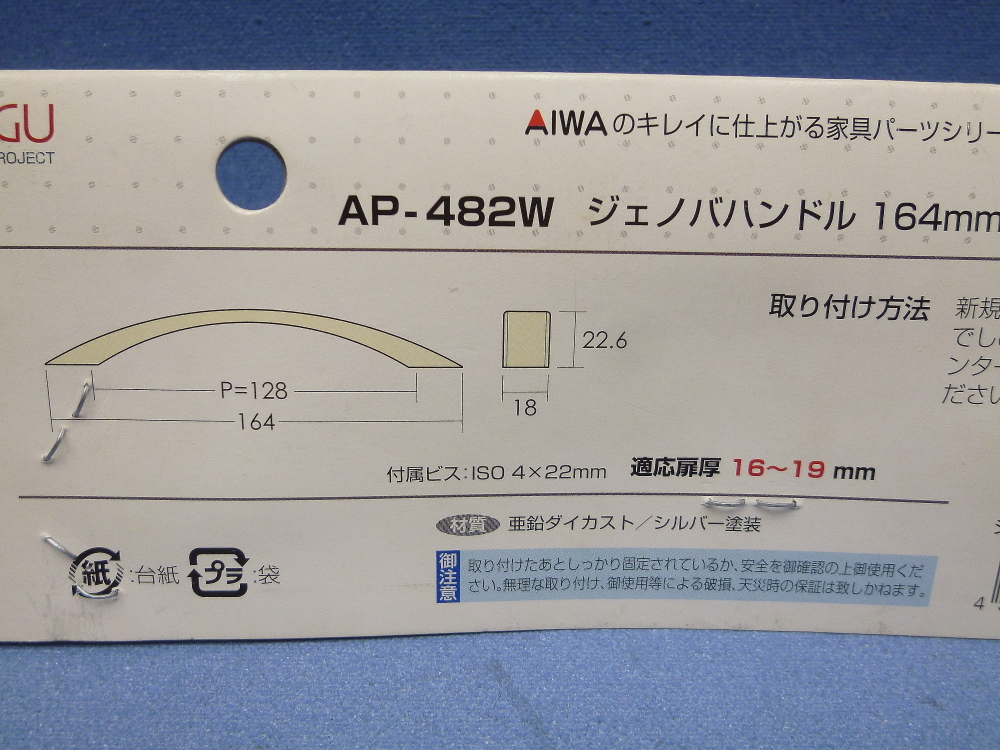 GU
ROJECT
AIWAのキレイに仕上がる家具パーツシリー
AP-482W ジェノバハンドル 164mm
取り付け方法
新規
でし
ンター
ださい
22.6
P=128
18
164
付属ビス:ISO 4×22mm 適応扉厚 16〜19 mm
材質 亜鉛ダイカスト/シルバー塗装
紙:台紙 プラ:袋
御注意
取り付けたあとしっかり固定されているか、安全を御確認の上御使用くだ
さい。無理な取り付け、御使用等による破損、天災時の保証は致しかねます。
4